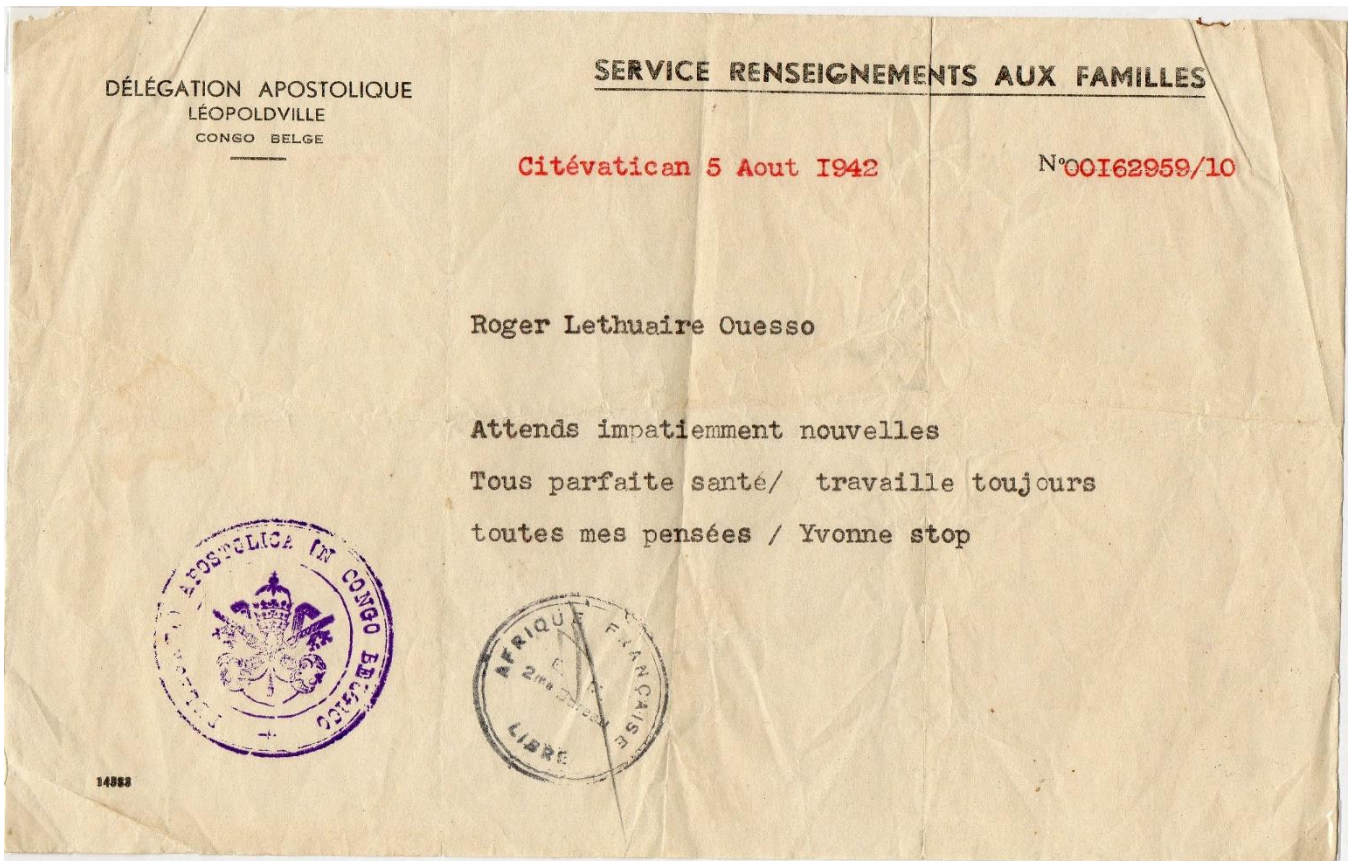 DÉLÉGATION APOSTOLIQUE
LÉOPOLDVILLE
CONGO BELGE
SERVICE RENSEIGNEMENTS AUX FAMILLES
Citévatican 5 Aout I942
N°00I62959/10
Roger Lethuaire Ouesso
Attends impatiemment nouvelles
Tous parfaite santé/ travaille toujours
toutes mes pensées / Yvonne stop
APOSTOLICA IN CONGO BELGICO
AFRIQUE FRANÇAISE
2me Bureau
LIBRE